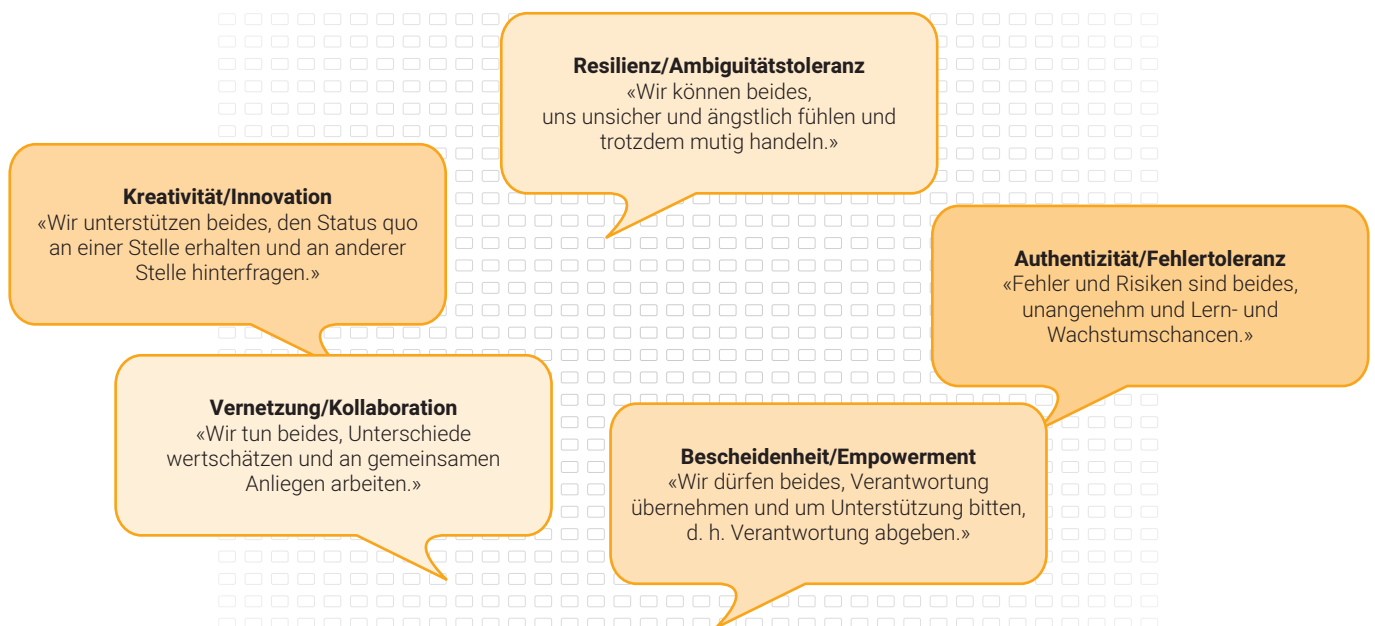 Resilienz/Ambiguitätstoleranz
«Wir können beides,
uns unsicher und ängstlich fühlen und
trotzdem mutig handeln.»
Kreativität/Innovation
«Wir unterstützen beides, den Status quo
an einer Stelle erhalten und an anderer
Stelle hinterfragen.»
Authentizität/Fehlertoleranz
«Fehler und Risiken sind beides,
unangenehm und Lern- und
Wachstumschancen.»
Vernetzung/Kollaboration
«Wir tun beides, Unterschiede
wertschätzen und an gemeinsamen
Anliegen arbeiten.»
Bescheidenheit/Empowerment
«Wir dürfen beides, Verantwortung
übernehmen und um Unterstützung bitten,
d. h. Verantwortung abgeben.»